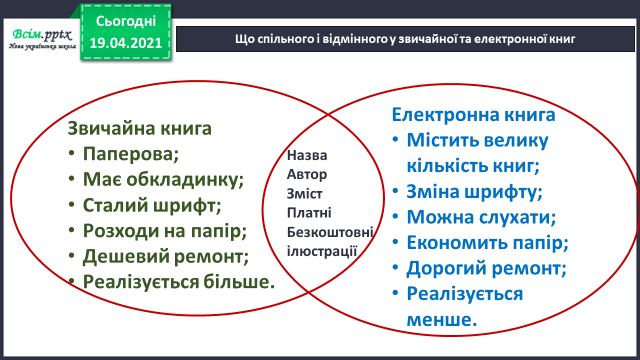 Всім.pptx
Нова українська школа
Сьогодні
19.04.2021
Що спільного і відмінного у звичайної та електронної книг
Звичайна книга
• Паперова;
• Має обкладинку;
• Сталий шрифт;
• Розходи на папір;
• Дешевий ремонт;
• Реалізується більше.
Назва
Автор
Зміст
Платні
Безкоштовні
ілюстрації
Електронна книга
• Містить велику
кількість книг;
• Зміна шрифту;
• Можна слухати;
• Економить папір;
• Дорогий ремонт;
• Реалізується
менше.